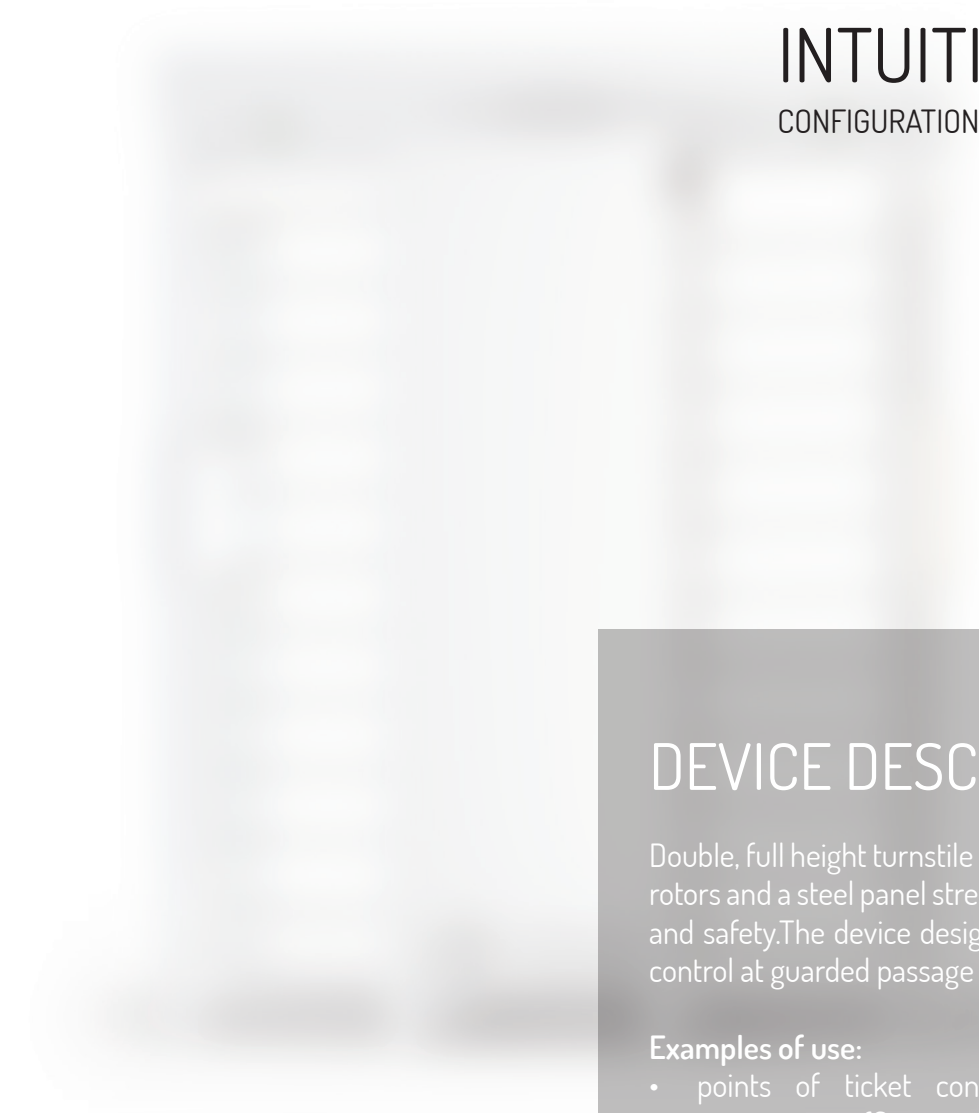 INTUITI
CONFIGURATION
DEVICE DESC
Double, full height turnstile
rotors and a steel panel stre
and safety.The device desig
control at guarded passage
Examples of use:
• points of ticket con